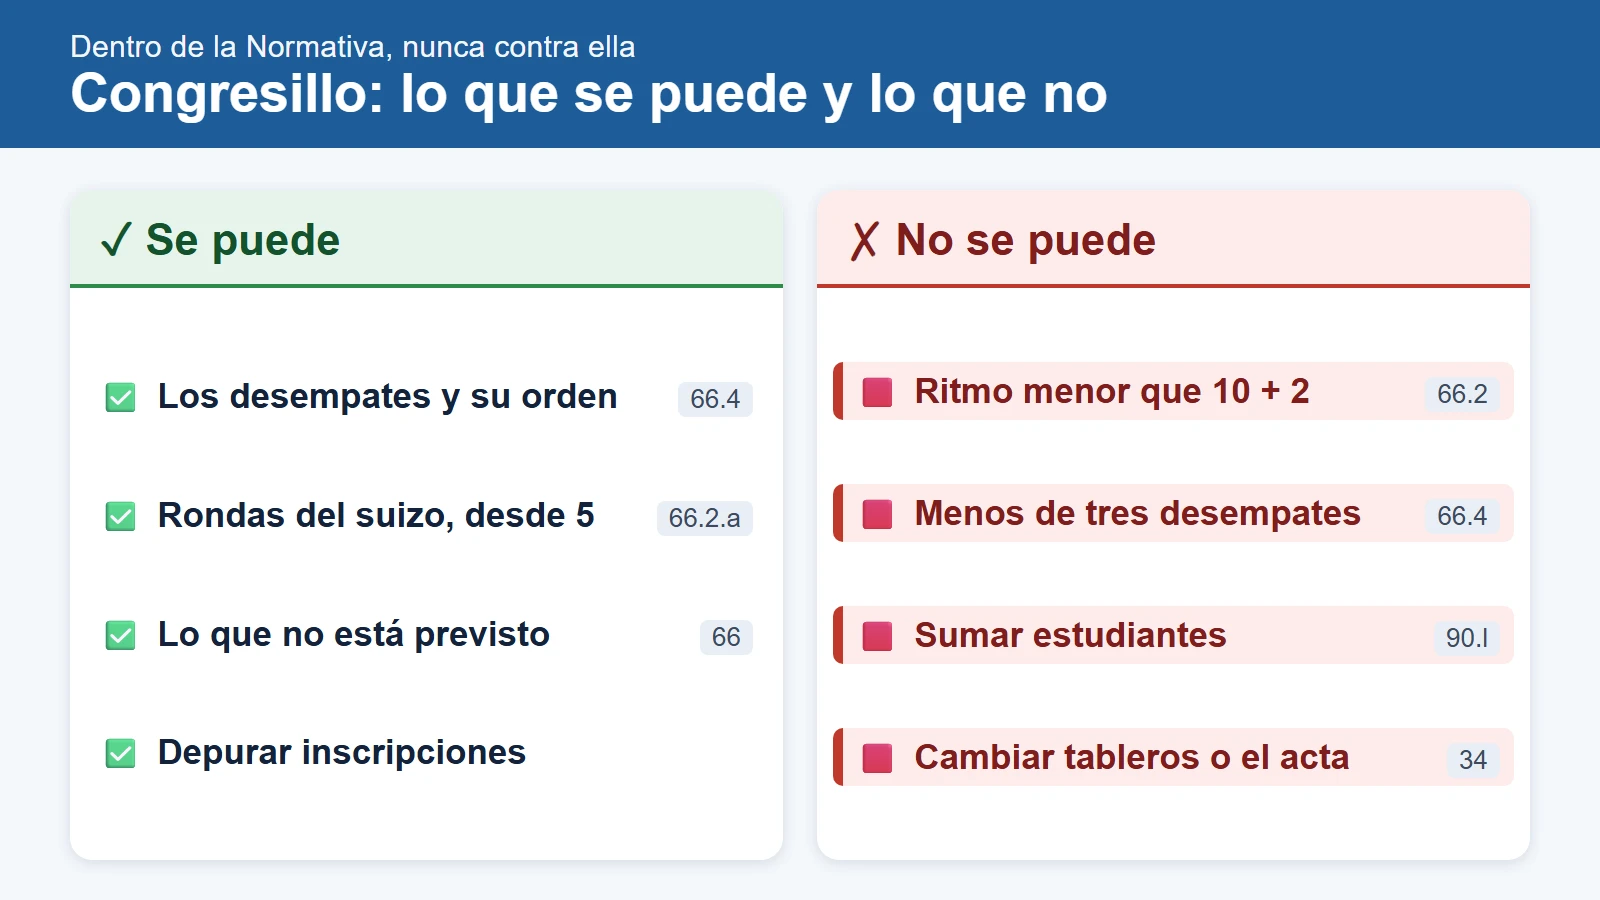 Dentro de la Normativa, nunca contra ella
Congresillo: lo que se puede y lo que no
✓ Se puede
Los desempates y su orden 66.4
Rondas del suizo, desde 5 66.2.a
Lo que no está previsto 66
Depurar inscripciones
✗ No se puede
Ritmo menor que 10 + 2 66.2
Menos de tres desempates 66.4
Sumar estudiantes 90.l
Cambiar tableros o el acta 34